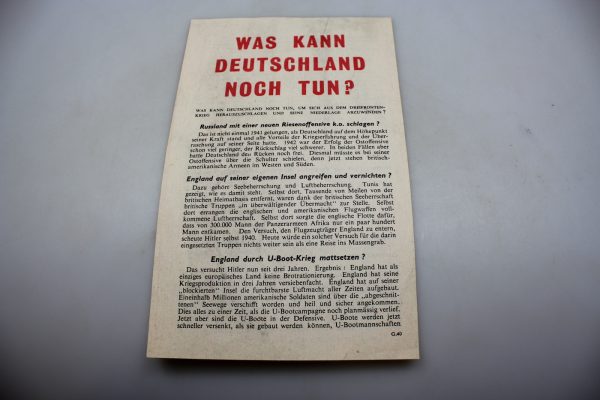 WAS KANN
DEUTSCHLAND
NOCH TUN?
WAS KANN DEUTSCHLAND NOCH TUN, UM SICH AUS DEM DREIFRONTEN-
KRIEG HERAUSZUSCHLAGEN UND SEINE NIEDERLAGE ABZUWENDEN?
Russland mit einer neuen Riesenoffensive k.o. schlagen ?
Das ist nicht einmal 1941 gelungen, als Deutschland auf dem Höhepunkt
seiner Kraft stand und alle Vorteile der Kriegserfahrung und der Über-
raschung auf seiner Seite hatte. 1942 war der Erfolg der Ostoffensive
schon viel geringer, der Rückschlag viel schwerer. In beiden Fällen aber
hatte Deutschland den Rücken noch frei. Diesmal müsste es bei seiner
Ostoffensive über die Schulter schielen, denn jetzt stehen britisch-
amerikanische Armeen im Westen und Süden.
England auf seiner eigenen Insel angreifen und vernichten ?
Dazu gehört Seebeherrschung und Luftbeherrschung. Tunis hat
gezeigt, wie es damit steht. Selbst dort, Tausende von Meilen von der
britischen Heimatbasis entfernt, waren dank der britischen Seeherrschaft
britische Truppen „in überwältigender Übermacht" zur Stelle. Selbst
dort errangen die englischen und amerikanischen Flugwaffen voll-
kommene Luftherrschaft. Selbst dort sorgte die englische Flotte dafür,
dass von 300.000 Mann der Panzerarmeen Afrika nur ein paar hundert
Mann entkamen. Den Versuch, den Flugzeugträger England zu entern,
scheute Hitler selbst 1940. Heute würde ein solcher Versuch für die darin
eingesetzten Truppen nichts weiter sein als eine Reise ins Massengrab.
England durch U-Boot-Krieg mattsetzen ?
Das versucht Hitler nun seit drei Jahren. Ergebnis : England hat als
einziges europäisches Land keine Brotrationierung. England hat seine
Kriegsproduktion in drei Jahren versiebenfacht. England hat auf seiner
„blockierten" Insel die furchtbarste Luftmacht aller Zeiten aufgebaut.
Eineinhalb Millionen amerikanische Soldaten sind über die „abgeschnit-
tenen" Seewege verschifft worden und heil und sicher angekommen.
Dies alles zu einer Zeit, als die U-Bootcampagne noch planmässig verlief.
Jetzt aber sind die U-Boote in der Defensive. U-Boote werden jetzt
schneller versenkt, als sie gebaut werden können, U-Bootmannschaften
G.40